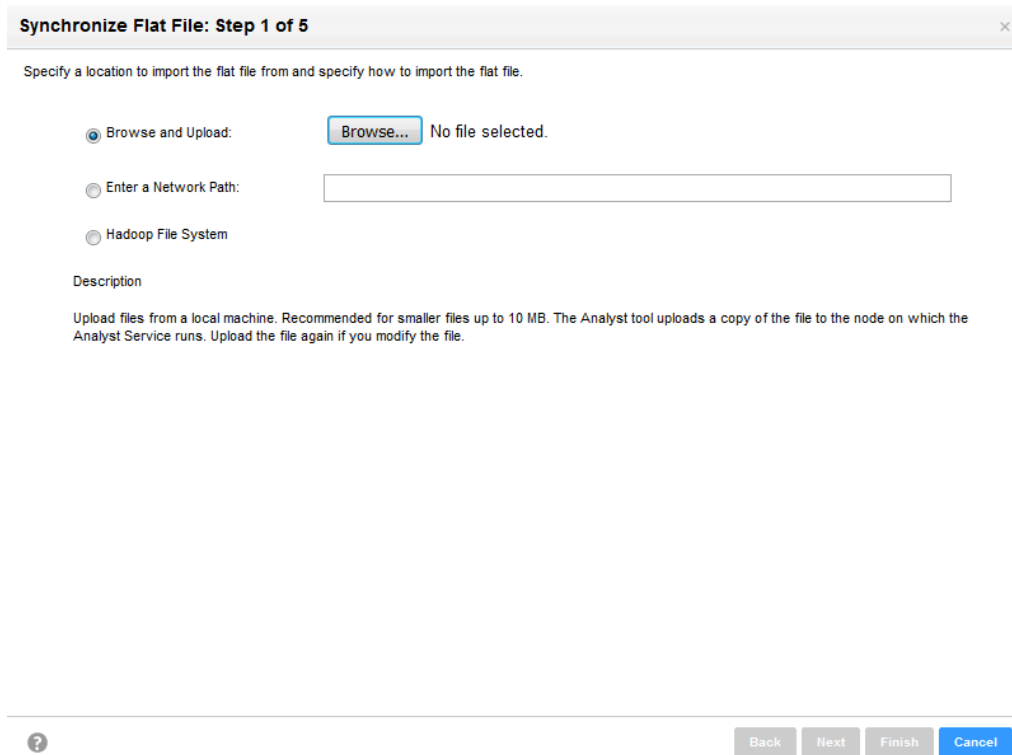 Synchronize Flat File: Step 1 of 5
×
Specify a location to import the flat file from and specify how to import the flat file.
Browse and Upload:
Browse... No file selected.
Enter a Network Path:
Hadoop File System
Description
Upload files from a local machine. Recommended for smaller files up to 10 MB. The Analyst tool uploads a copy of the file to the node on which the
Analyst Service runs. Upload the file again if you modify the file.
?
Back Next Finish Cancel